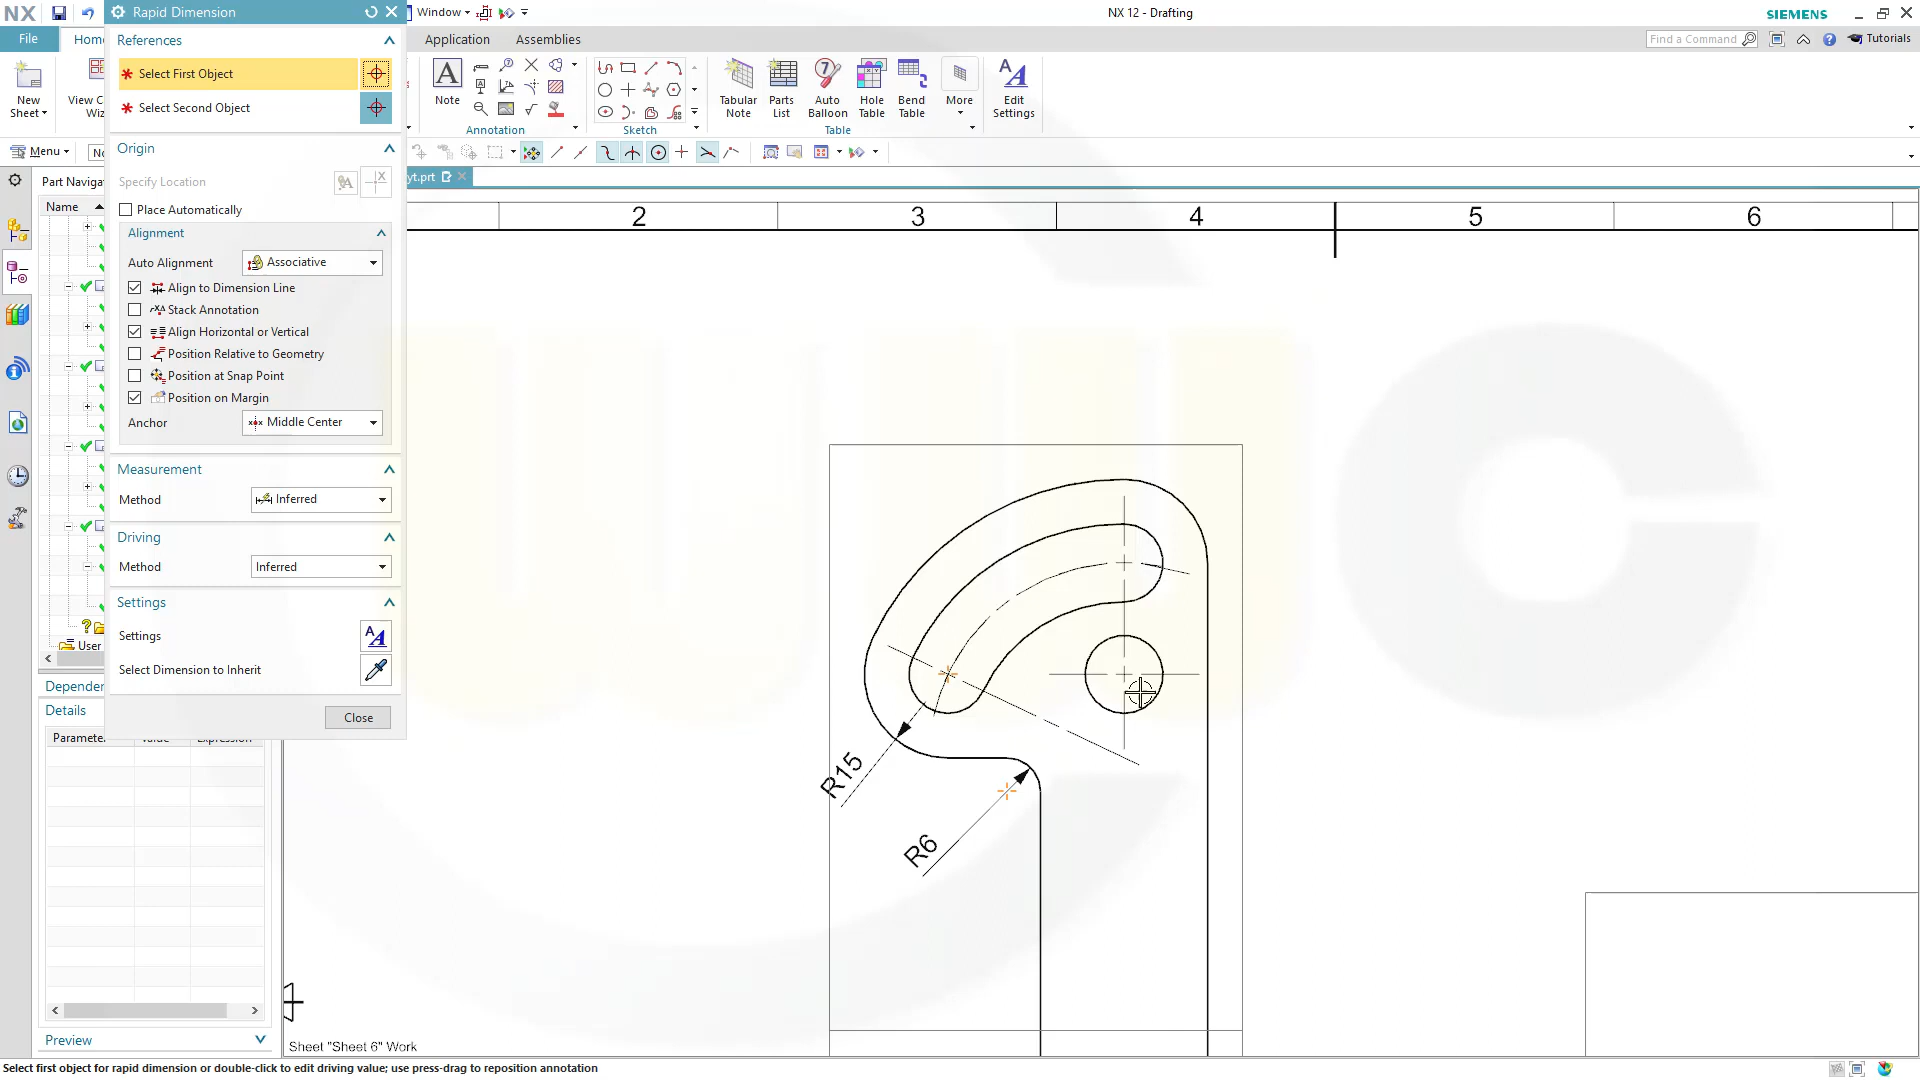 NX
Rapid Dimension
Window
NX 12 - Drafting
SIEMENS
File
Home
Application
Assemblies
Find a Command
Tutorials
References
Select First Object
Select Second Object
New
Sheet
View C
Wiz
Note
Annotation
Sketch
Tabular
Note
Parts
List
Auto
Balloon
Hole
Table
Bend
Table
More
Table
Edit
Settings
Menu
No
Origin
Specify Location
Place Automatically
Alignment
Auto Alignment
Associative
Align to Dimension Line
Stack Annotation
Align Horizontal or Vertical
Position Relative to Geometry
Position at Snap Point
Position on Margin
Anchor
Middle Center
Measurement
Method
Inferred
Driving
Method
Inferred
Settings
Settings
Select Dimension to Inherit
Close
Part Naviga
Name
User
Depender
Details
Parameter
Value
Expression
Preview
yt.prt
2
3
4
5
6
R15
R6
Sheet "Sheet 6" Work
Select first object for rapid dimension or double-click to edit driving value; use press-drag to reposition annotation